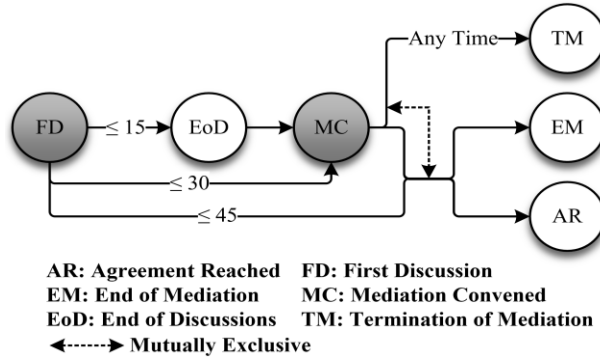 Any Time
TM
FD
≤ 15
EoD
MC
EM
≤ 30
≤ 45
AR
AR: Agreement Reached FD: First Discussion
EM: End of Mediation MC: Mediation Convened
EoD: End of Discussions TM: Termination of Mediation
Mutually Exclusive